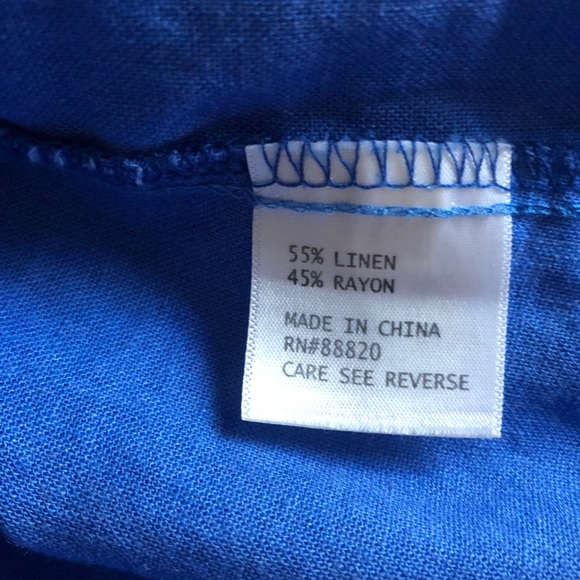 55% LINEN
45% RAYON
MADE IN CHINA
RN#88820
CARE SEE REVERSE